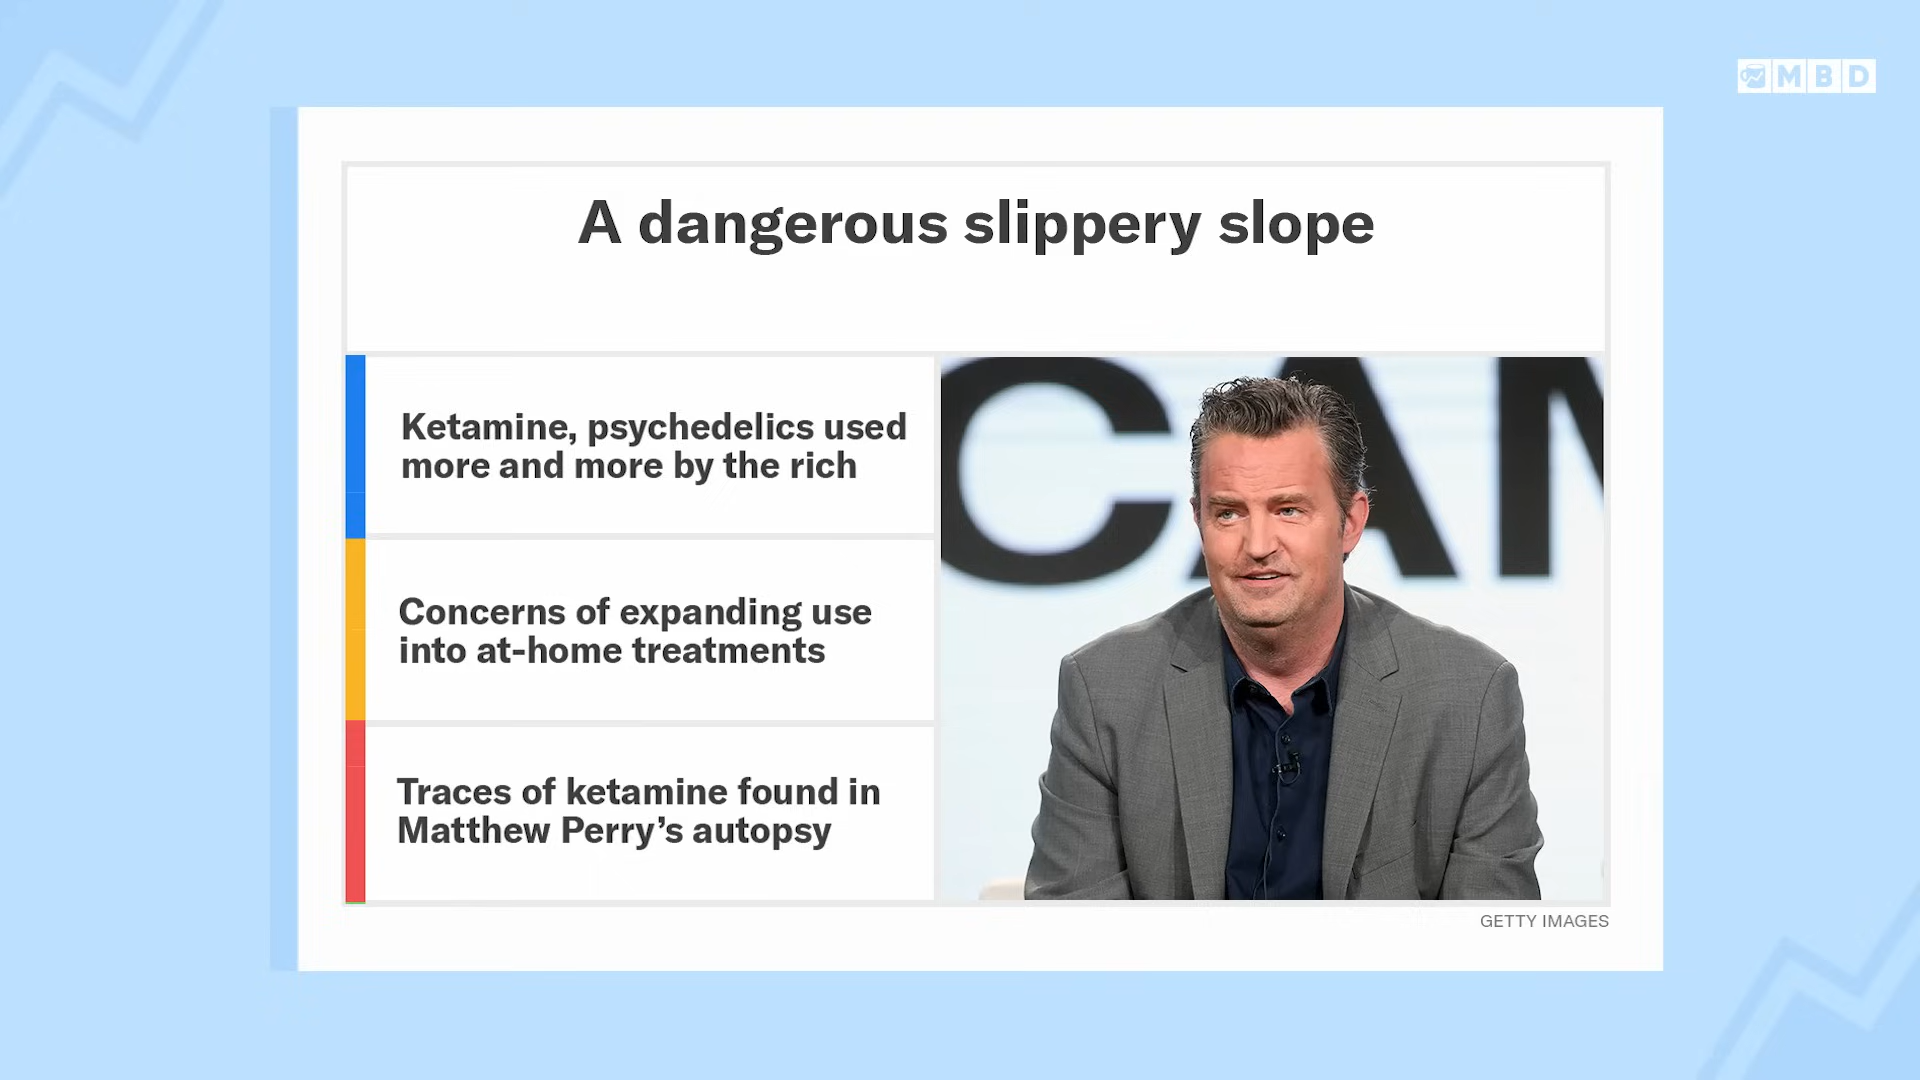 MBD
A dangerous slippery slope
Ketamine, psychedelics used
more and more by the rich
Concerns of expanding use
into at-home treatments
Traces of ketamine found in
Matthew Perry’s autopsy
CAN
GETTY IMAGES